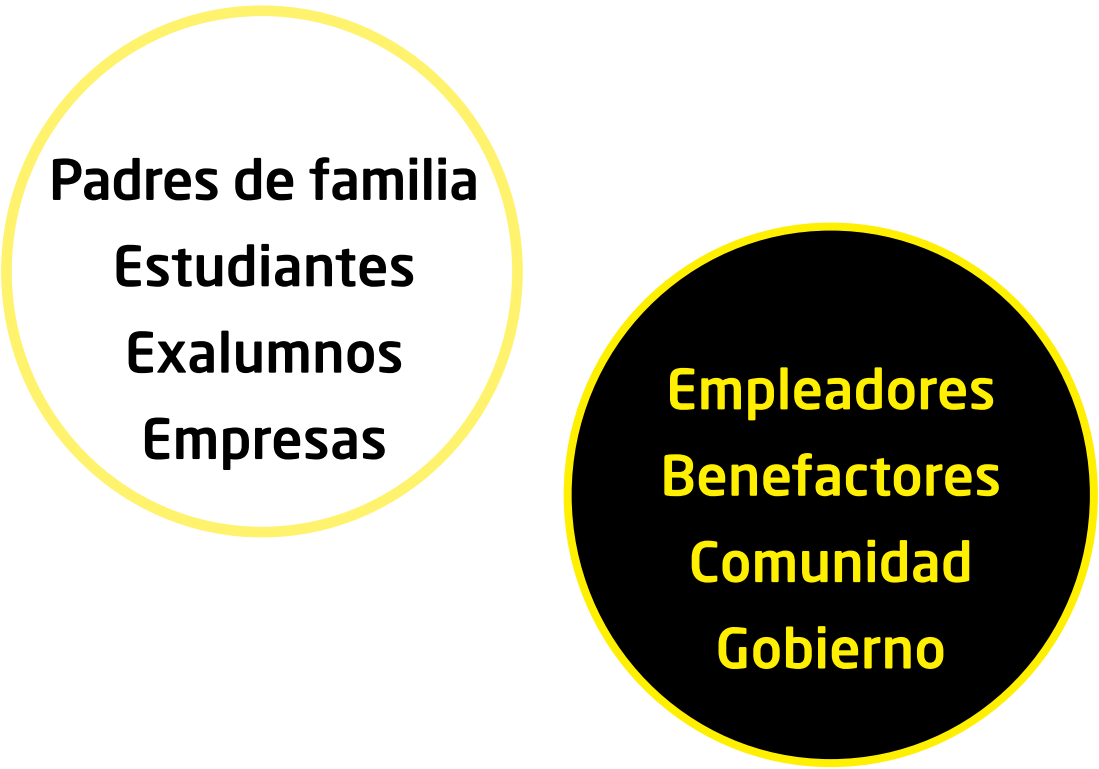 Padres de familia
Estudiantes
Exalumnos
Empresas
Empleadores
Benefactores
Comunidad
Gobierno